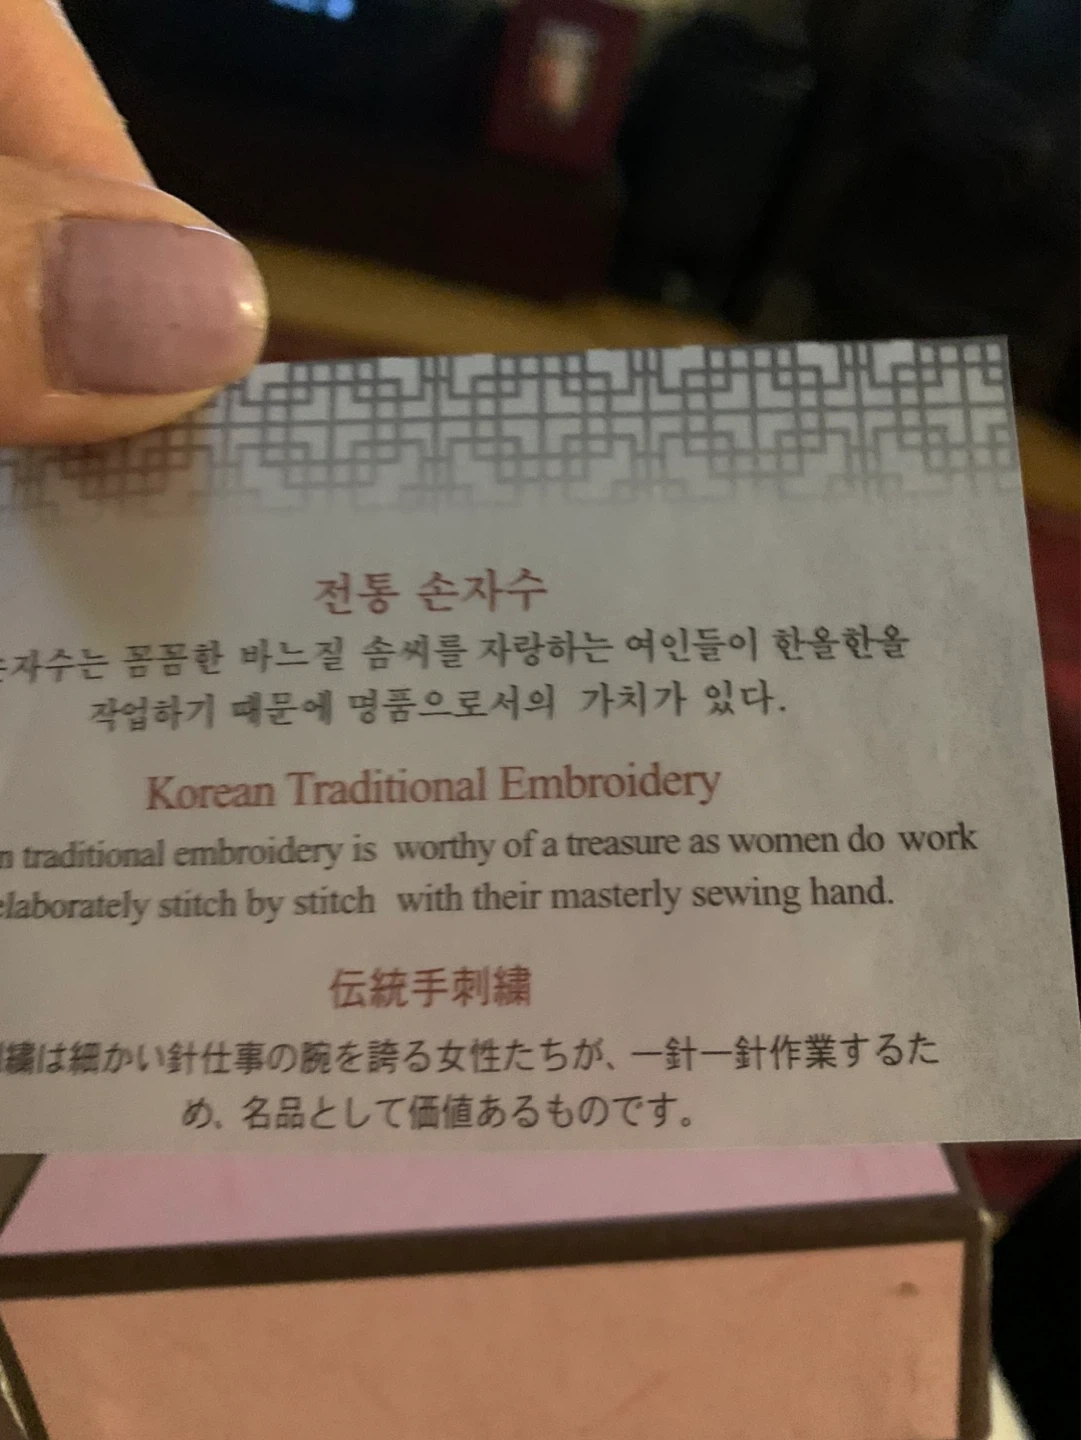 전통 손자수
손자수는 꼼꼼한 바느질 솜씨를 자랑하는 여인들이 한올한올
작업하기 때문에 명품으로서의 가치가 있다.
Korean Traditional Embroidery
traditional embroidery is worthy of a treasure as women do work
elaborately stitch by stitch with their masterly sewing hand.
伝統手刺繍
繍は細かい針仕事の腕を誇る女性たちが、一針一針作業するた
め、名品として価値あるものです。